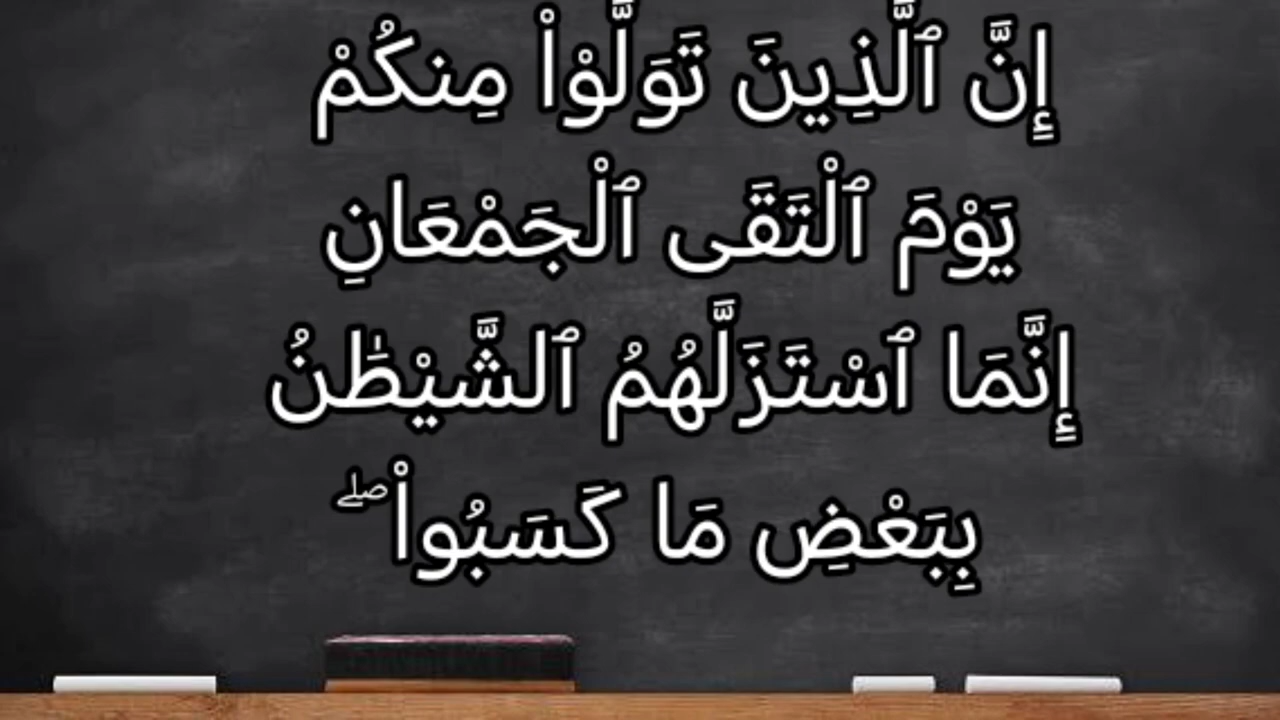 إِنَّ ٱلَّذِينَ تَوَلَّوْا۟ مِنكُمْ
يَوْمَ ٱلْتَقَى ٱلْجَمْعَانِ
إِنَّمَا ٱسْتَزَلَّهُمُ ٱلشَّيْطَٰنُ
بِبَعْضِ مَا كَسَبُوا۟ ۖ